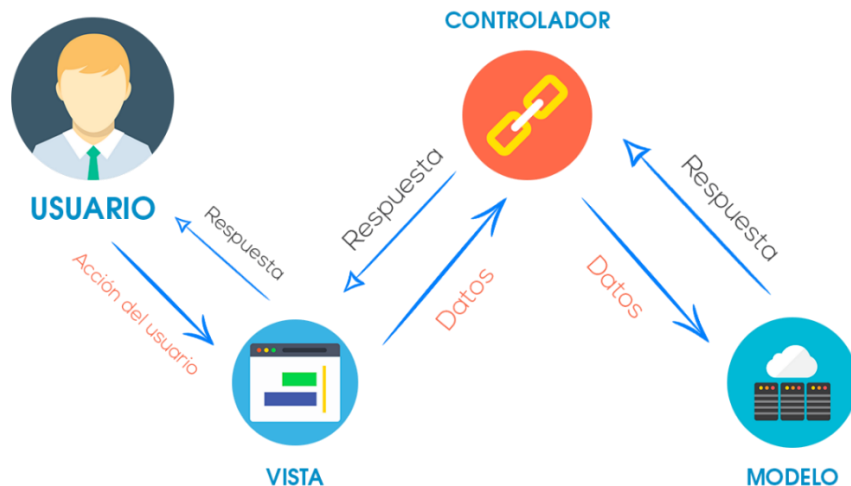 CONTROLADOR
USUARIO
Respuesta
Acción del usuario
Respuesta
Datos
Datos
Respuesta
VISTA
MODELO